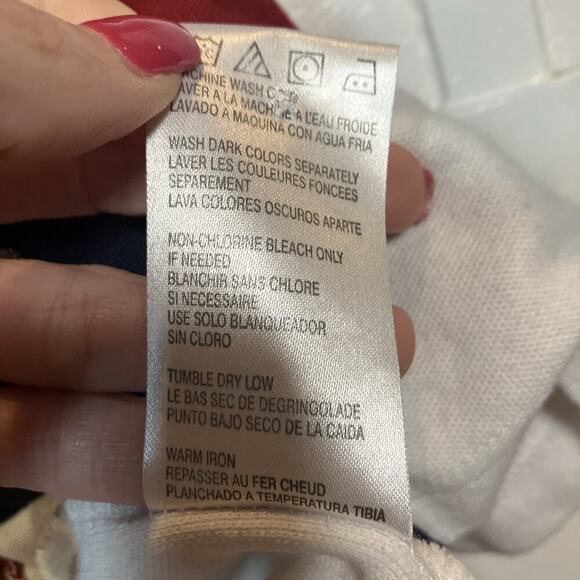 MACHINE WASH
LAVER A LA MACHINE A L'EAU FROIDE
LAVADO A MAQUINA CON AGUA FRIA
WASH DARK COLORS SEPARATELY
LAVER LES COULEURES FONCEES
SEPAREMENT
LAVA COLORES OSCUROS APARTE
NON-CHLORINE BLEACH ONLY
IF NEEDED
BLANCHIR SANS CHLORE
SI NECESSAIRE
USE SOLO BLANQUEADOR
SIN CLORO
TUMBLE DRY LOW
LE BAS SEC DE DEGRINGOLADE
PUNTO BAJO SECO DE LA CAIDA
WARM IRON
REPASSER AU FER CHEUD
PLANCHADO A TEMPERATURA TIBIA